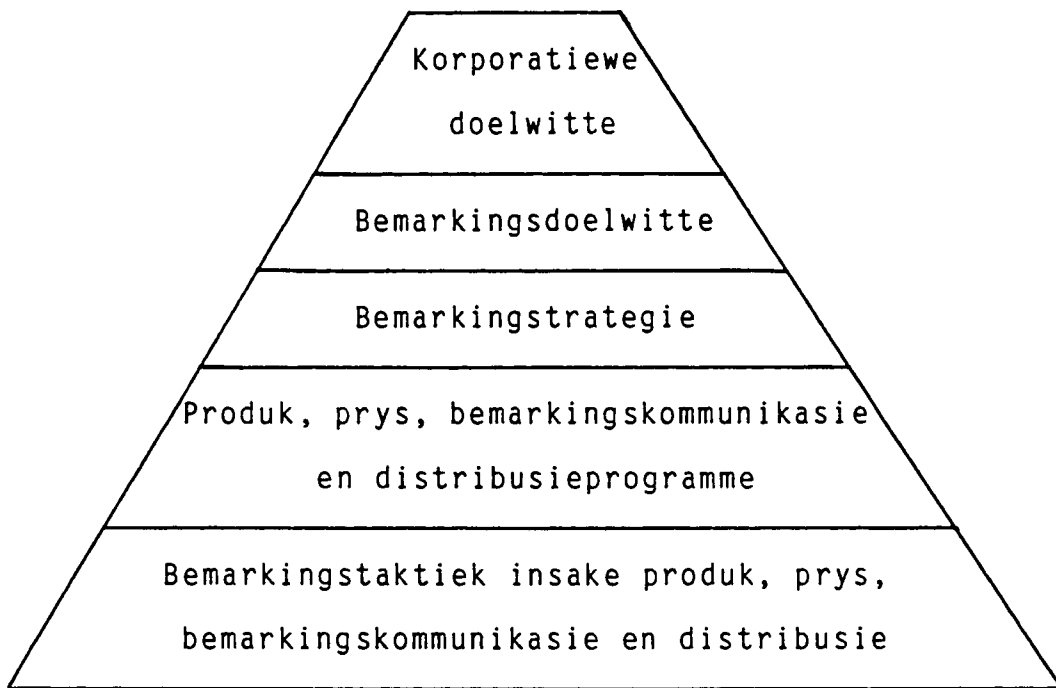 Korporatiewe
doelwitte
Bemarkingsdoelwitte
Bemarkingstrategie
Produk, prys, bemarkingskommunikasie
en distribusieprogramme
Bemarkingstaktiek insake produk, prys,
bemarkingskommunikasie en distribusie